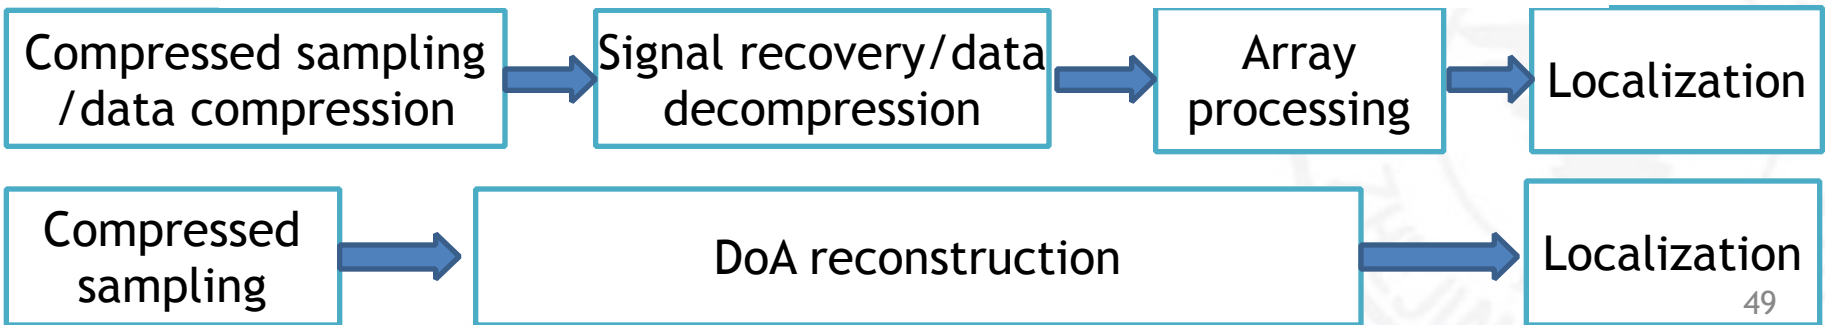 Compressed sampling
/data compression
Signal recovery/data
decompression
Array
processing
Localization
Compressed
sampling
DoA reconstruction
Localization
49